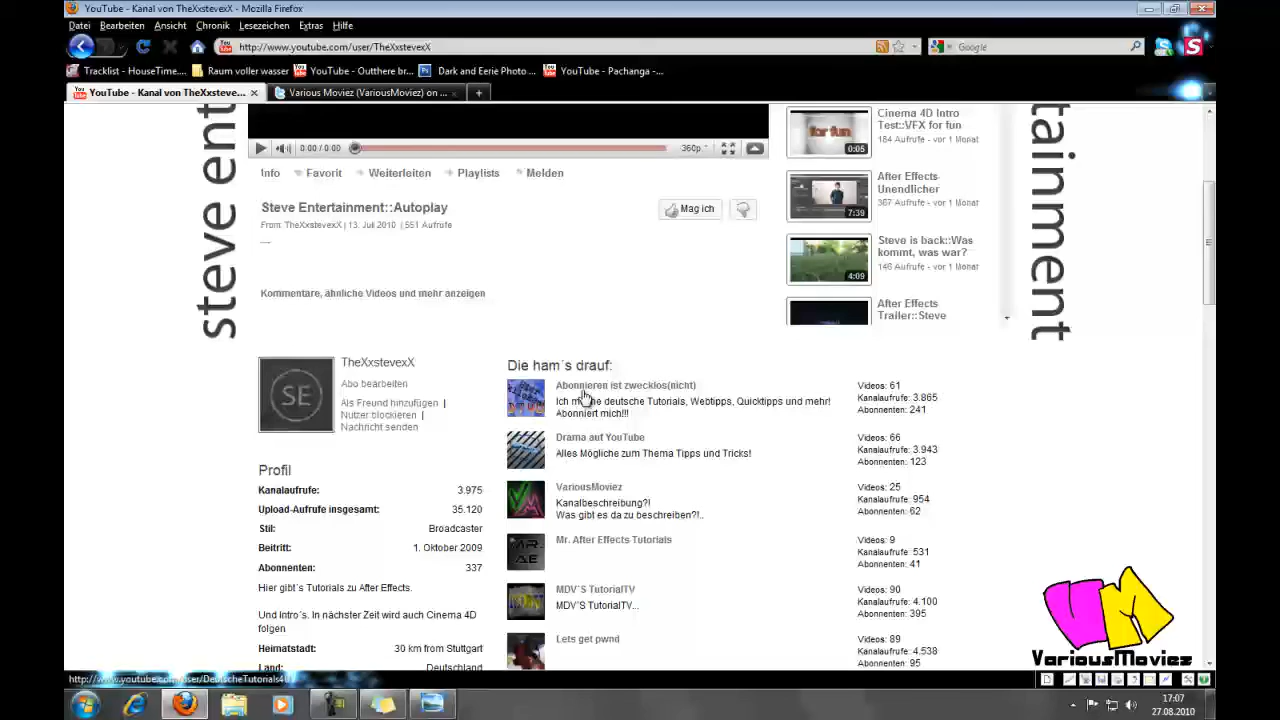 YouTube - Kanal von TheXxstevexX - Mozilla Firefox
Datei Bearbeiten Ansicht Chronik Lesezeichen Extras Hilfe
http://www.youtube.com/user/TheXxstevexX
Google
Tracklist - HouseTime.... Raum voller wasser YouTube - Outthere br... Dark and Eerie Photo ... YouTube - Pachanga -...
YouTube - Kanal von TheXxsteve... Various Moviez (VariousMoviez) on ...
steve ent
tainment
0:00 / 0:00 360p
Info Favorit Weiterleiten Playlists Melden
Steve Entertainment::Autoplay
Mag ich
From: TheXxstevexX | 13. Juli 2010 | 551 Aufrufe
Kommentare, ähnliche Videos und mehr anzeigen
for fun
0:05
Cinema 4D Intro
Test::VFX for fun
184 Aufrufe - vor 1 Monat
7:39
After Effects-
Unendlicher
367 Aufrufe - vor 1 Monat
4:09
Steve is back::Was
kommt, was war?
146 Aufrufe - vor 1 Monat
After Effects
Trailer::Steve
SE
TheXxstevexX
Abo bearbeiten
Als Freund hinzufügen |
Nutzer blockieren |
Nachricht senden
Profil
Kanalaufrufe: 3.975
Upload-Aufrufe insgesamt: 35.120
Stil: Broadcaster
Beitritt: 1. Oktober 2009
Abonnenten: 337
Hier gibt´s Tutorials zu After Effects.
Und Intro´s. In nächster Zeit wird auch Cinema 4D
folgen
Heimatstadt: 30 km from Stuttgart
Land: Deutschland
Die ham´s drauf:
Abonnieren ist zwecklos(nicht)
Ich deutsche Tutorials, Webtipps, Quicktipps und mehr!
Abonniert mich!!!
Videos: 61
Kanalaufrufe: 3.865
Abonnenten: 241
Drama auf YouTube
Alles Mögliche zum Thema Tipps und Tricks!
Videos: 66
Kanalaufrufe: 3.943
Abonnenten: 123
VM
VariousMoviez
Kanalbeschreibung?!
Was gibt es da zu beschreiben?!..
Videos: 25
Kanalaufrufe: 954
Abonnenten: 62
MR.
AE
Mr. After Effects Tutorials
Videos: 9
Kanalaufrufe: 531
Abonnenten: 41
MDV
MDV´S TutorialTV
MDV´S TutorialTV...
Videos: 90
Kanalaufrufe: 4.100
Abonnenten: 395
Lets get pwnd
Videos: 89
Kanalaufrufe: 4.538
Abonnenten: 95
VM
VariousMoviez
http://www.youtube.com/user/DeutscheTutorials4U
17:07
27.08.2010